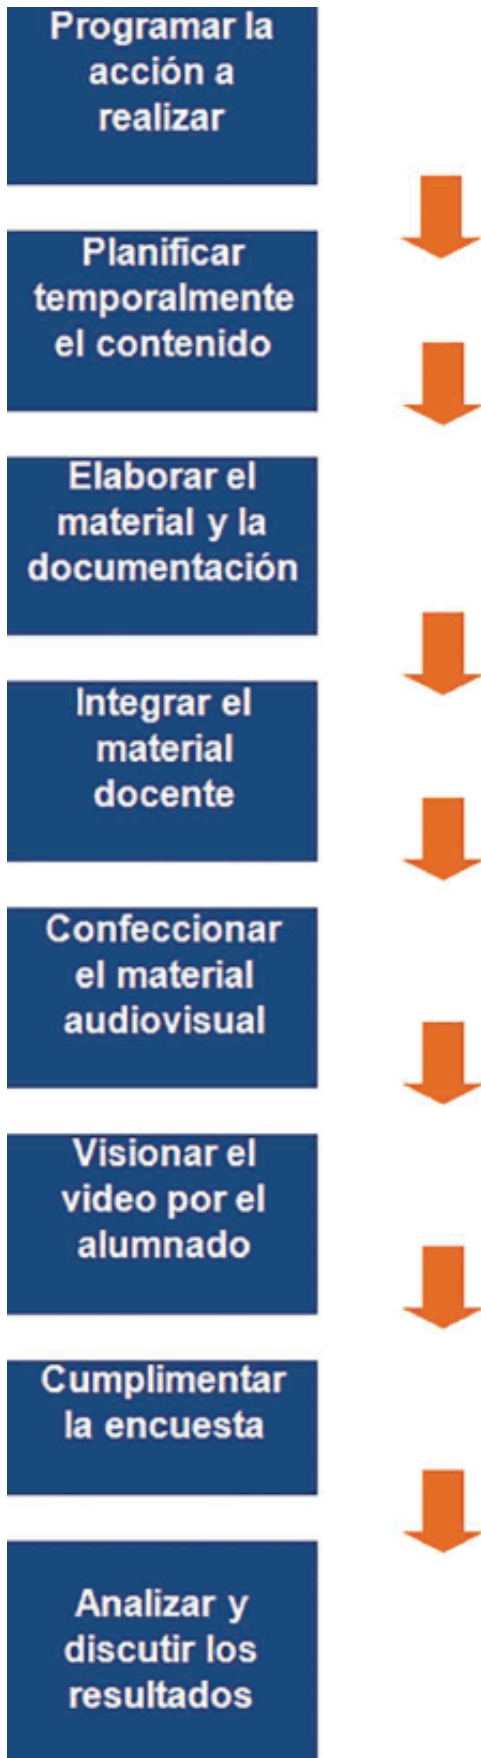 Programar la
acción a
realizar
Planificar
temporalmente
el contenido
Elaborar el
material y la
documentación
Integrar el
material
docente
Confeccionar
el material
audiovisual
Visionar el
video por el
alumnado
Cumplimentar
la encuesta
Analizar y
discutir los
resultados